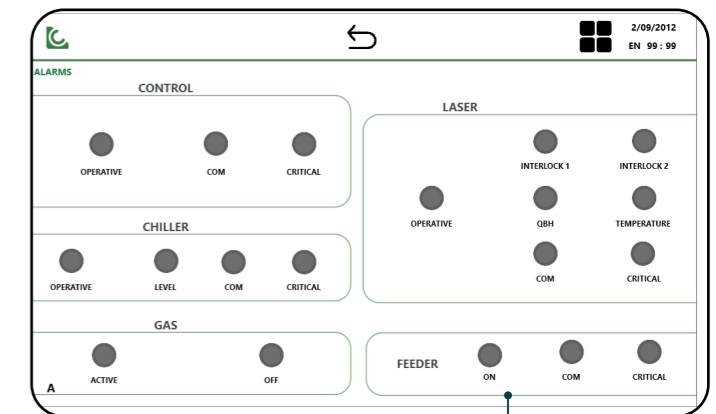 2/09/2012
EN 99 : 99
ALARMS
CONTROL
OPERATIVE COM CRITICAL
CHILLER
OPERATIVE LEVEL COM CRITICAL
GAS
ACTIVE OFF
A
LASER
INTERLOCK 1 INTERLOCK 2
OPERATIVE QBH TEMPERATURE
COM CRITICAL
FEEDER
ON COM CRITICAL